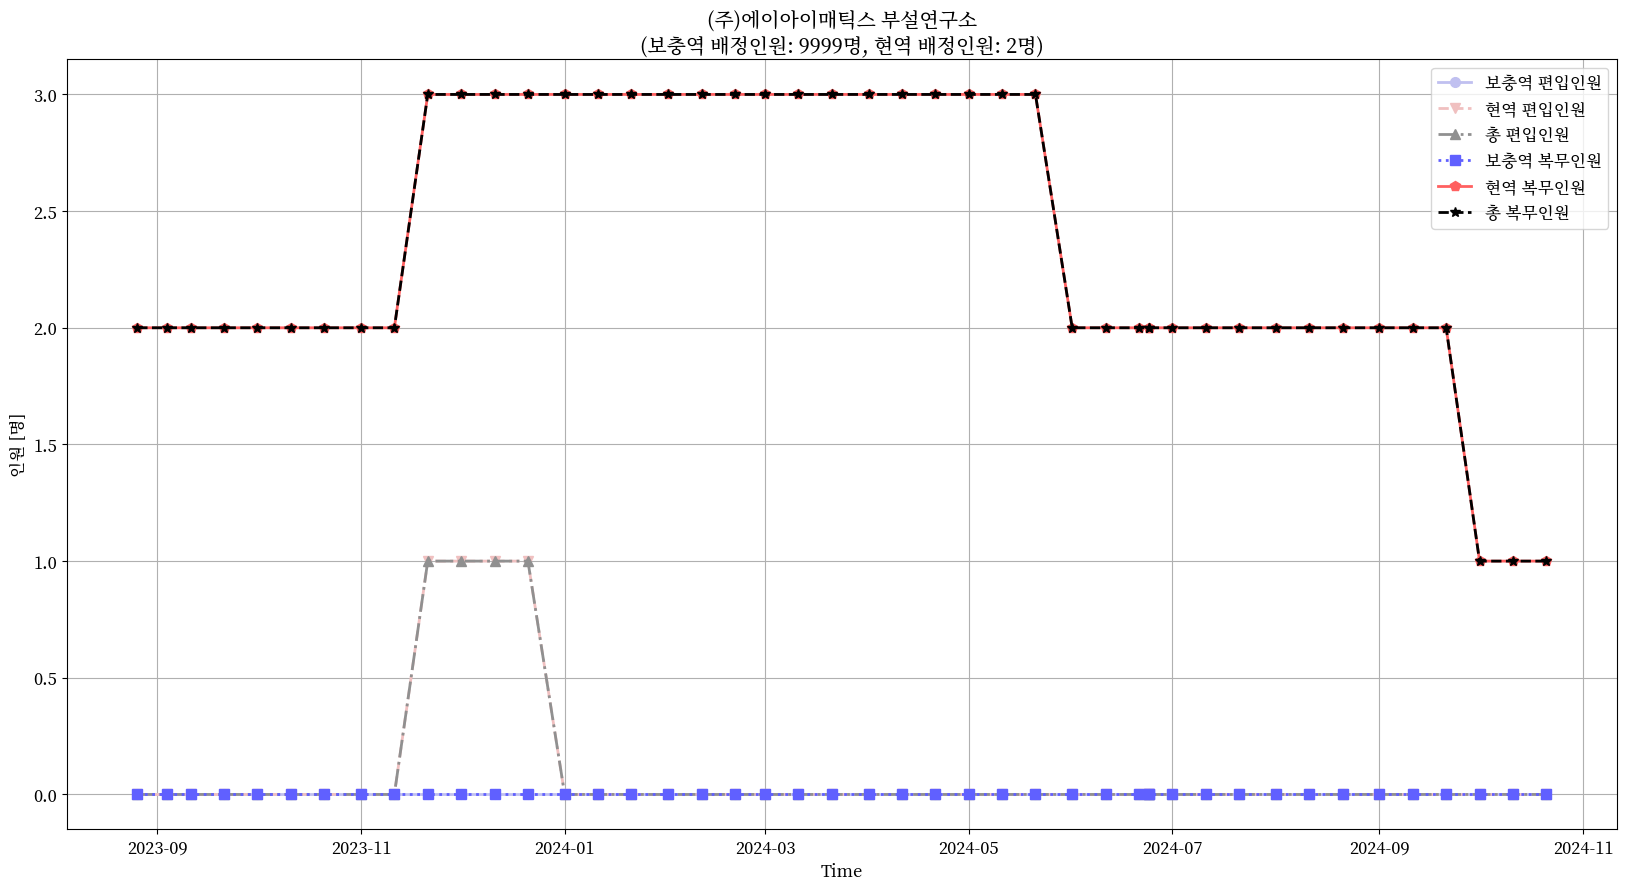 (주)에이아이매틱스 부설연구소
(보충역 배정인원: 9999명, 현역 배정인원: 2명)
보충역 편입인원
현역 편입인원
총 편입인원
보충역 복무인원
현역 복무인원
총 복무인원
인원 [명]
3.0
2.5
2.0
1.5
1.0
0.5
0.0
2023-09
2023-11
2024-01
2024-03
2024-05
2024-07
2024-09
2024-11
Time